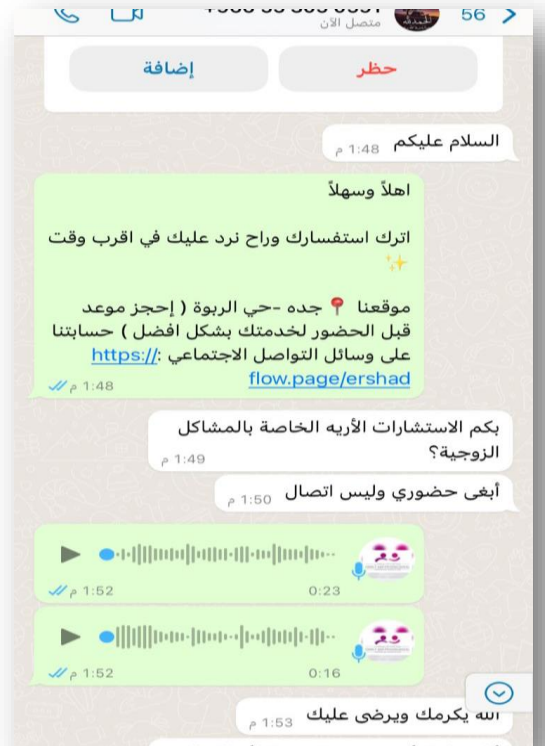 56
متصل الآن
حظر
إضافة
السلام عليكم
1:48 م
اهلاً وسهلاً
اترك استفسارك وراح نرد عليك في اقرب وقت
✨
موقعنا 📍 جده -حي الربوة ( إحجز موعد
قبل الحضور لخدمتك بشكل افضل ) حسابتنا
على وسائل التواصل الاجتماعي :https://
flow.page/ershad
1:48 م
بكم الاستشارات الأريه الخاصة بالمشاكل
الزوجية؟
1:49 م
أبغى حضوري وليس اتصال
1:50 م
0:23
1:52 م
0:16
1:52 م
الله يكرمك ويرضى عليك
1:53 م